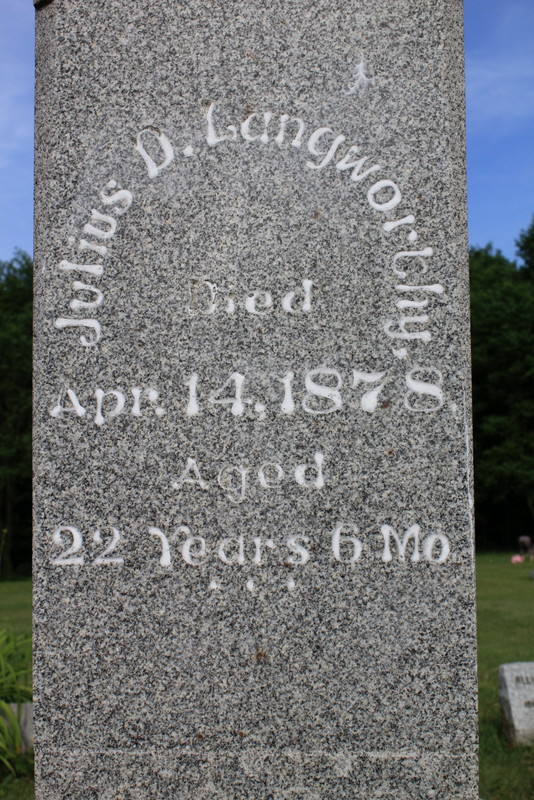 Julius D. Langworthy,
Died
Apr. 14, 1878.
Aged
22 Years 6 Mo